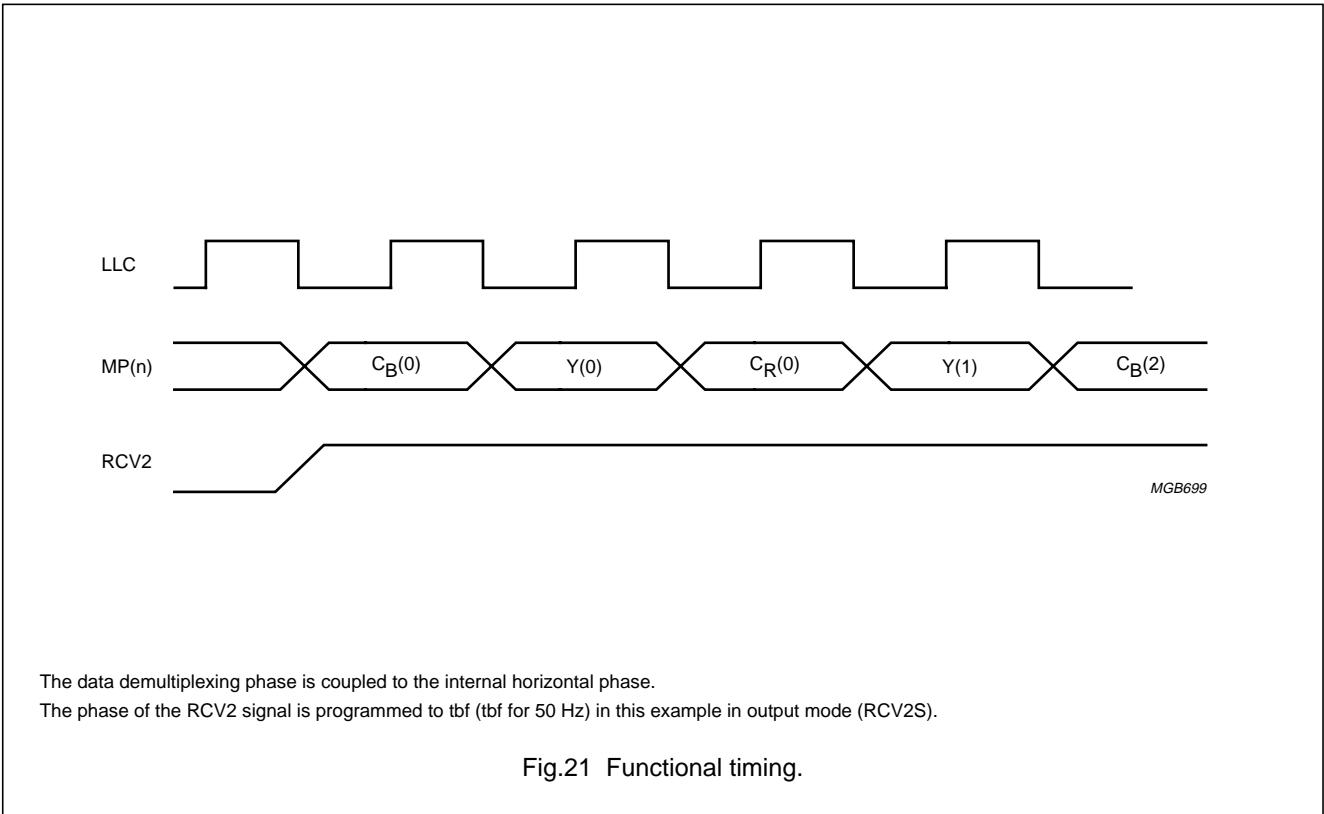 LLC
MP(n) CB(0) Y(0) CR(0) Y(1) CB(2)
RCV2
MGB699
The data demultiplexing phase is coupled to the internal horizontal phase.
The phase of the RCV2 signal is programmed to tbf (tbf for 50 Hz) in this example in output mode (RCV2S).
Fig.21 Functional timing.